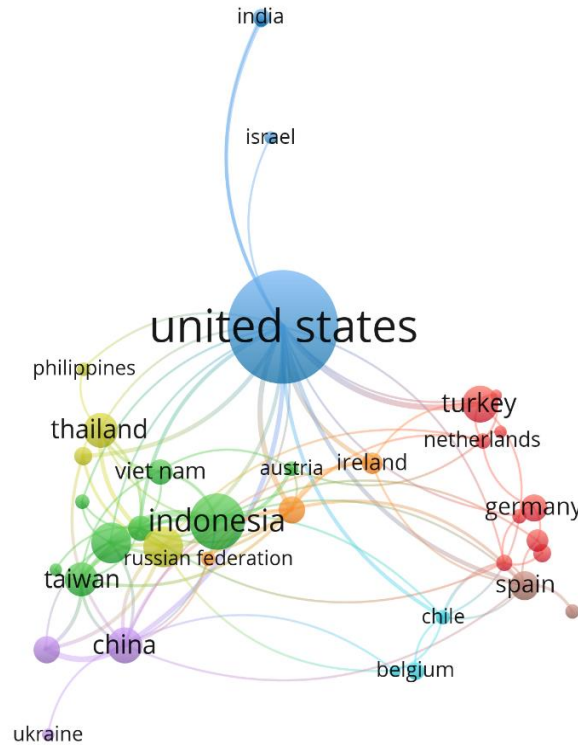 india
israel
united states
philippines
turkey
thailand
netherlands
viet nam
austria
ireland
indonesia
germany
russian federation
taiwan
spain
chile
china
belgium
ukraine